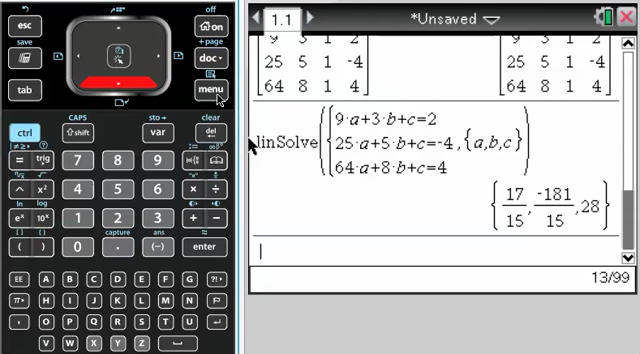 off
esc
on
save
+page
doc▾
tab
menu
CAPS
sto→
clear
ctrl
⇧shift
var
del
= trig 7 8 9
^ x² 4 5 6 × ÷
ln log
eˣ 10ˣ 1 2 3 + −
[ ] { }
capture
ans
( ) 0 . (−) enter
EE A B C D E F G ?!▸
π▸ H I J K L M N
, O P Q R S T U ↵
V W X Y Z
1.1 *Unsaved
9 3 1 2
25 5 1 -4
64 8 1 4
9 3 1 2
25 5 1 -4
64 8 1 4
linSolve({9·a+3·b+c=2
25·a+5·b+c=-4 ,{a,b,c})
64·a+8·b+c=4
{17/15, -181/15, 28}
13/99